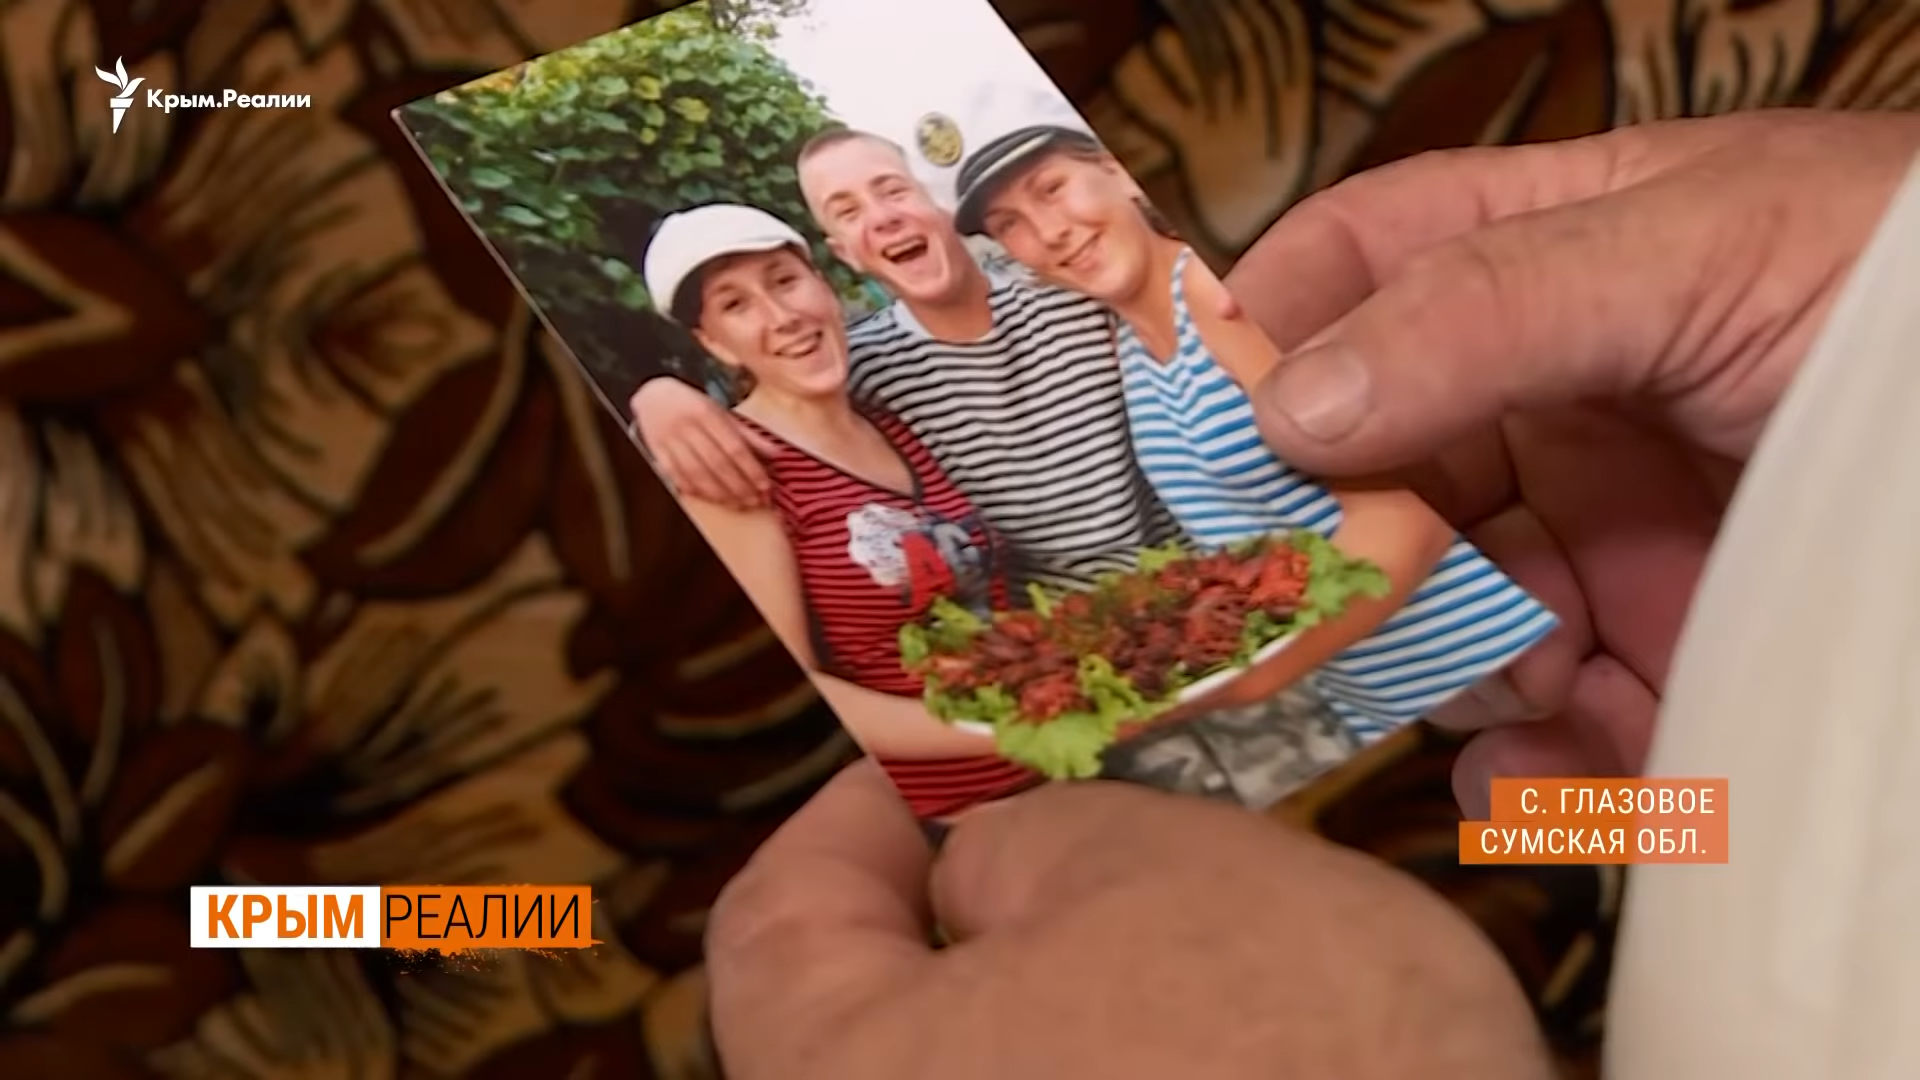 Крым.Реалии
С. ГЛАЗОВОЕ
СУМСКАЯ ОБЛ.
КРЫМ РЕАЛИИ